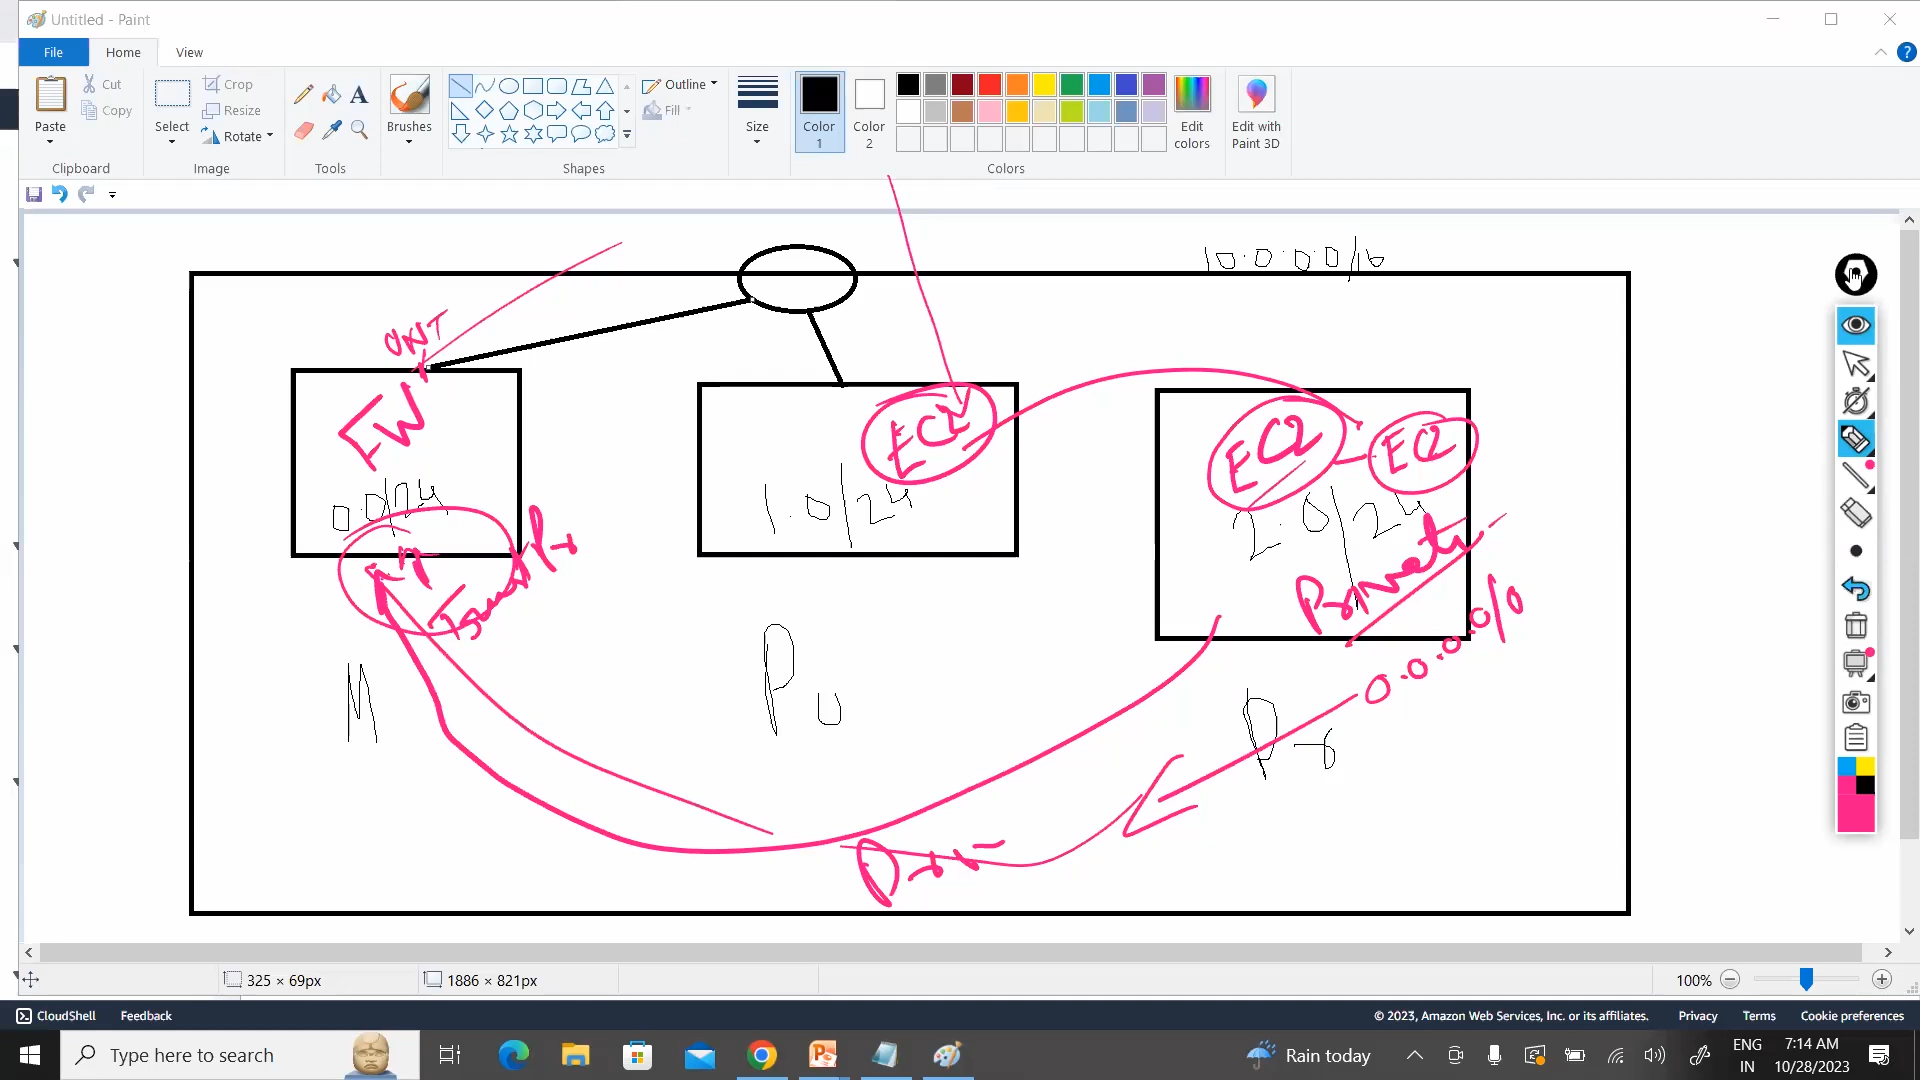 Untitled - Paint
File Home View
Cut
Copy
Paste
Clipboard
Crop
Resize
Rotate
Select
Image
Tools
Brushes
Shapes
Outline
Fill
Size
Color 1
Color 2
Edit colors
Edit with Paint 3D
Colors
10.0.0.0/16
EW
0.0/24
EC2
1.0/24
EC2
EC2
2.0/24
Private
0.0.0.0/0
Pr
M
Pu
Pr
325 × 69px
1886 × 821px
100%
CloudShell
Feedback
© 2023, Amazon Web Services, Inc. or its affiliates.
Privacy
Terms
Cookie preferences
Type here to search
Rain today
ENG
IN
7:14 AM
10/28/2023